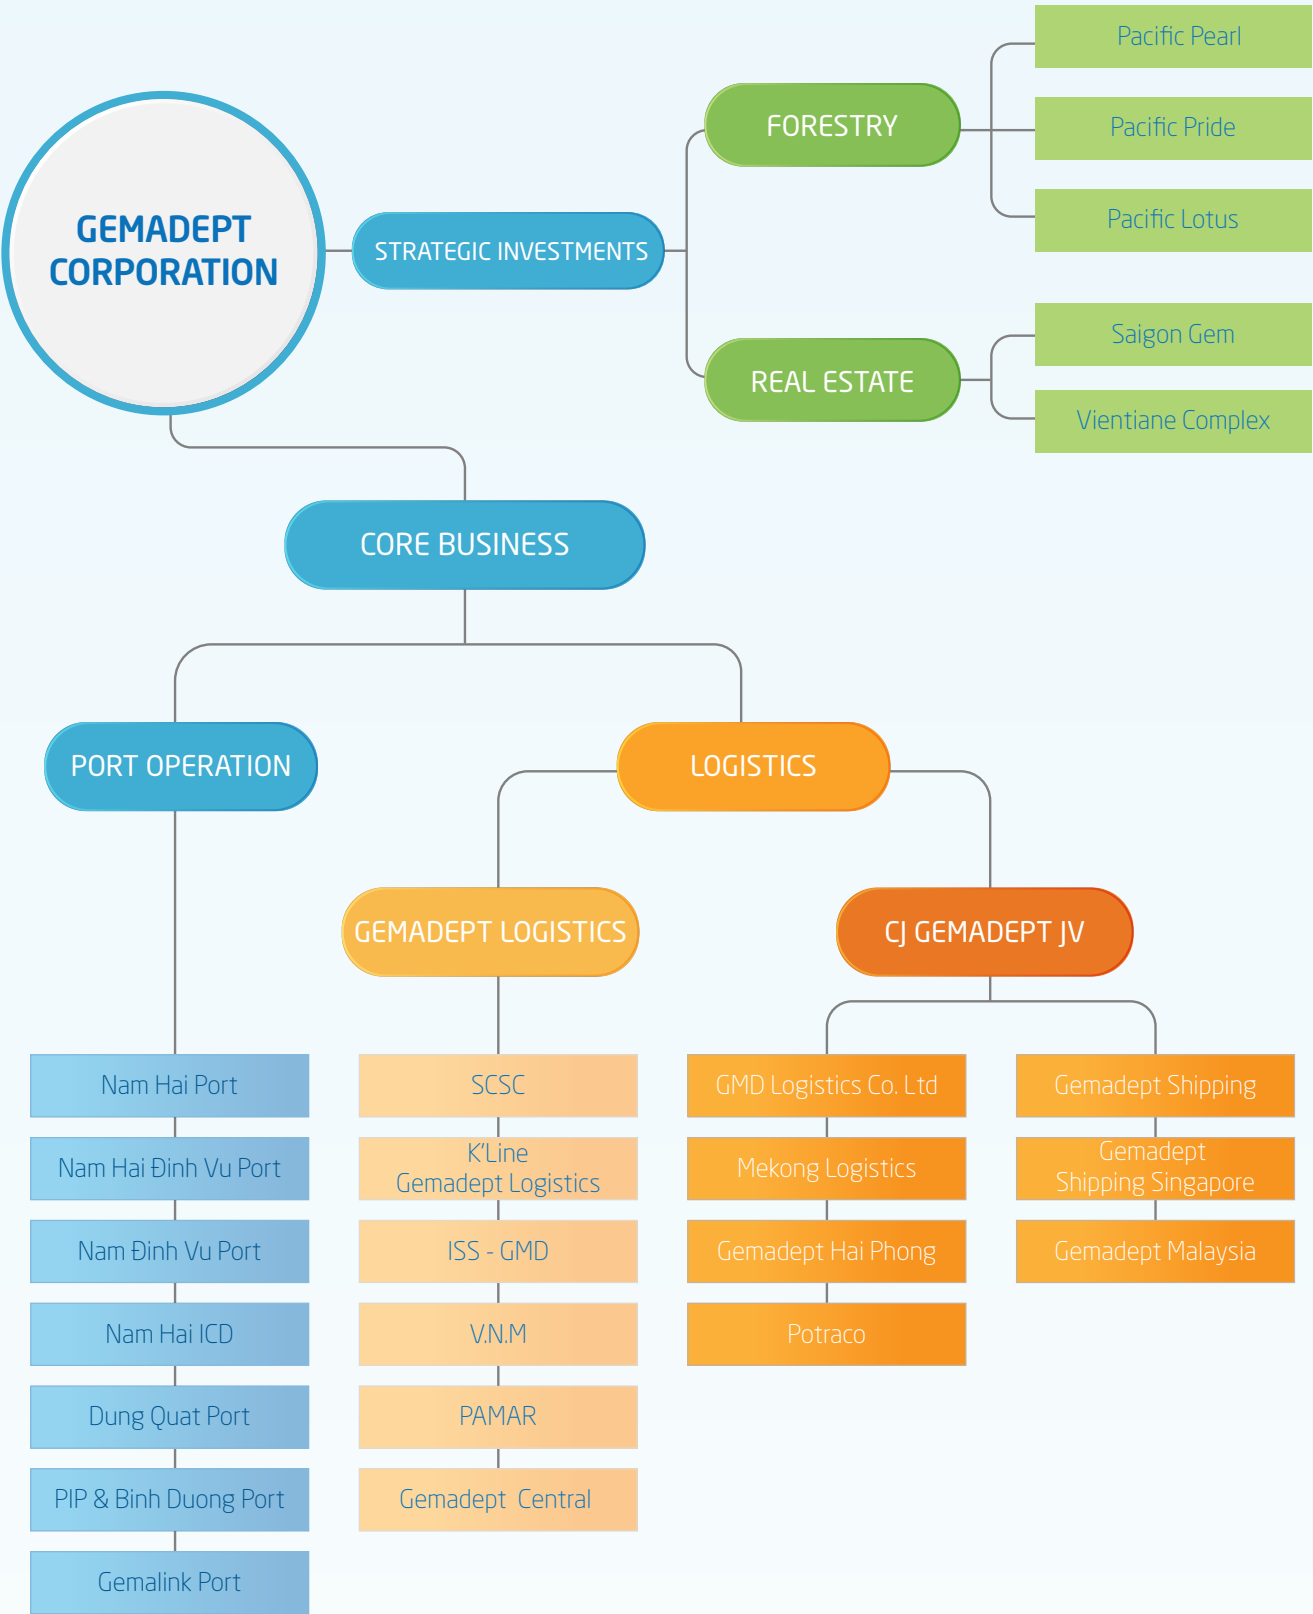 GEMADEPT
CORPORATION
STRATEGIC INVESTMENTS
FORESTRY
Pacific Pearl
Pacific Pride
Pacific Lotus
REAL ESTATE
Saigon Gem
Vientiane Complex
CORE BUSINESS
PORT OPERATION
LOGISTICS
GEMADEPT LOGISTICS
CJ GEMADEPT JV
Nam Hai Port
Nam Hai Đinh Vu Port
Nam Đinh Vu Port
Nam Hai ICD
Dung Quat Port
PIP & Binh Duong Port
Gemalink Port
SCSC
K'Line
Gemadept Logistics
ISS - GMD
V.N.M
PAMAR
Gemadept Central
GMD Logistics Co. Ltd
Mekong Logistics
Gemadept Hai Phong
Potraco
Gemadept Shipping
Gemadept
Shipping Singapore
Gemadept Malaysia